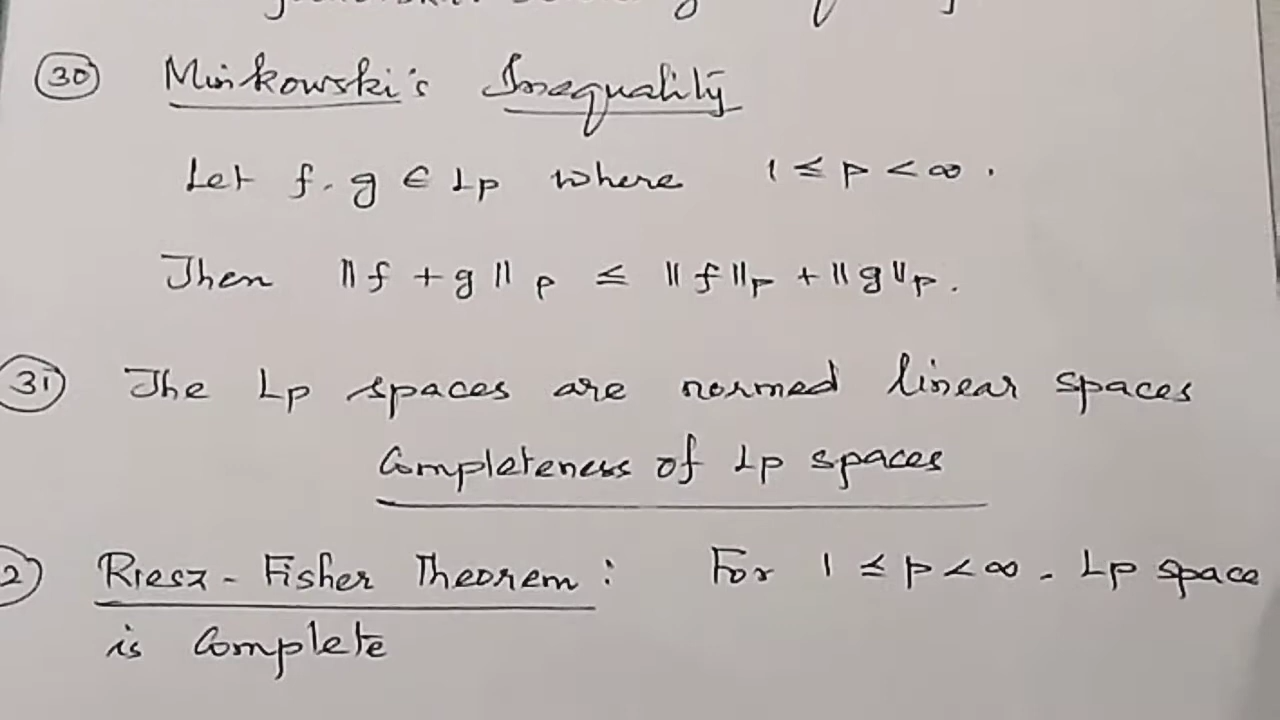 30 Minkowski's Inequality
Let f, g ∈ Lp where 1 ≤ p < ∞.
Then ||f + g||p ≤ ||f||p + ||g||p.
31 The Lp spaces are normed linear spaces
Completeness of Lp spaces
2 Riesz - Fisher Theorem : For 1 ≤ p < ∞. Lp space
is Complete